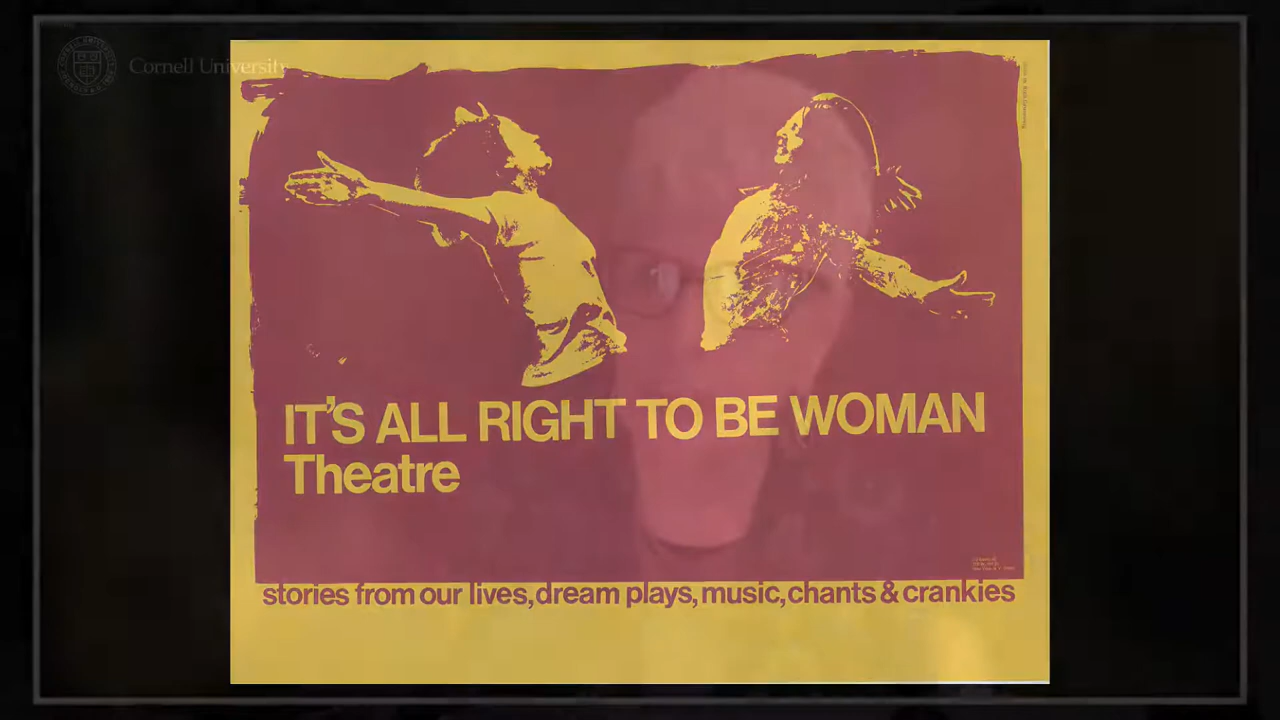 Cornell University
IT'S ALL RIGHT TO BE WOMAN
Theatre
stories from our lives, dream plays, music, chants & crankies